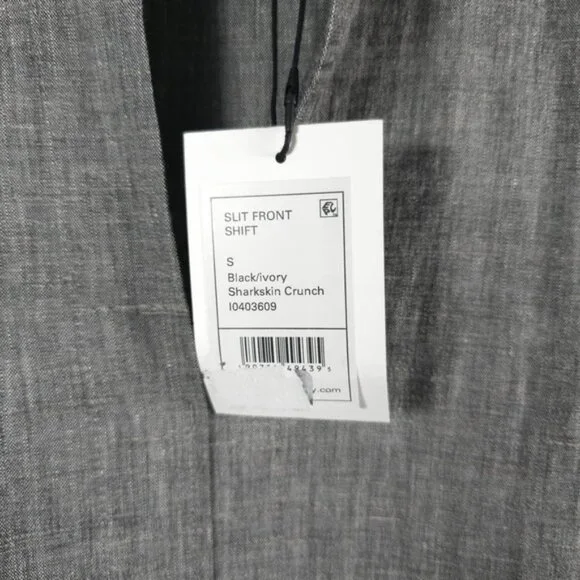 SLIT FRONT
SHIFT
S
Black/ivory
Sharkskin Crunch
I0403609